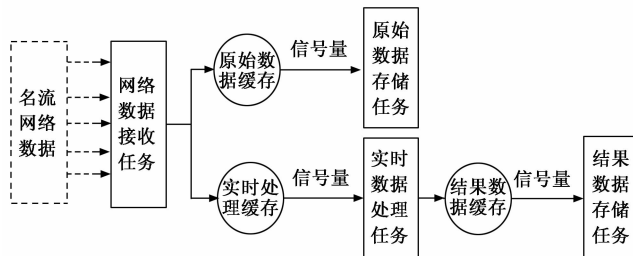 名流
网络
数据
网络
数据
接收
任务
原始数
据缓存
信号量
原始
数据
存储
任务
实时处
理缓存
信号量
实时
数据
处理
任务
结果数
据缓存
信号量
结果
数据
存储
任务